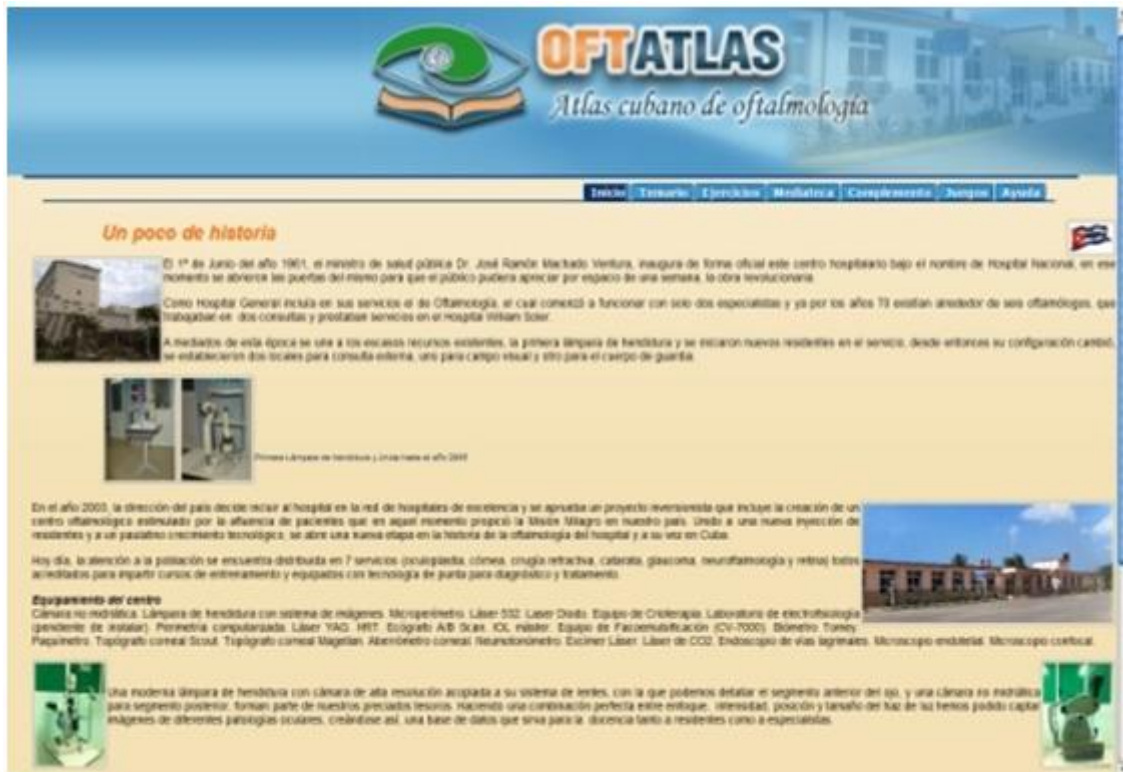 OFTATLAS
Atlas cubano de oftalmología
Inicio Temario Ejercicios Mediateca Complemento Juegos Ayuda
Un poco de historia
El 1º de Junio del año 1961, el ministro de salud pública Dr. José Ramón Machado Ventura, inaugura de forma oficial este centro hospitalario bajo el nombre de Hospital Nacional, en ese
momento se abrieron las puertas del mismo para que el público pudiera apreciar por espacio de una semana, la obra revolucionaria.
Como Hospital General incluía en sus servicios el de Oftalmología, el cual comenzó a funcionar con solo dos especialistas y ya por los años 70 existían alrededor de seis oftalmólogos, que
trabajaban en dos consultas y prestaban servicios en el Hospital William Soler.
A mediados de esta época se une a los escasos recursos existentes, la primera lámpara de hendidura y se iniciaron nuevos residentes en el servicio, desde entonces su configuración cambió,
se establecieron dos locales para consulta externa, uno para campo visual y otro para el cuerpo de guardia.
Primera Lámpara de hendidura y única hasta el año
En el año 2003, la dirección del país decide incluir al hospital en la red de hospitales de excelencia y se aprueba un proyecto inversionista que incluye la creación de un
centro oftalmológico estimulado por la afluencia de pacientes que en aquel momento propició la Misión Milagro en nuestro país. Unido a una nueva inyección de
residentes y a un paulatino crecimiento tecnológico, se abre una nueva etapa en la historia de la oftalmología del hospital y a su vez en Cuba.
Hoy día, la atención a la población se encuentra distribuida en 7 servicios (oculoplastia, córnea, cirugía refractiva, catarata, glaucoma, neuroftalmología y retina) todos
acreditados para impartir cursos de entrenamiento y equipados con tecnología de punta para diagnóstico y tratamiento.
Equipamiento del centro
Cámara no midriática. Lámpara de hendidura con sistema de imágenes. Microperímetro. Láser 532. Laser Diodo. Equipo de Crioterapia. Laboratorio de electrofisiología
(pendiente de instalar). Perimetría computarizada. Láser YAG. HRT. Ecógrafo A/B Scan. IOL máster. Equipo de Facoemulsificación (CV-7000). Biómetro Tomey.
Paquímetro. Topógrafo corneal Scout. Topógrafo corneal Magellan. Aberrómetro corneal. Neumotonómetro. Excimer Láser. Láser de CO2. Endoscopio de vías lagrimales. Microscopio endotelial. Microscopio confocal.
Una moderna lámpara de hendidura con cámara de alta resolución acoplada a su sistema de lentes, con la que podemos detallar el segmento anterior del ojo, y una cámara no midriática
para segmento posterior, forman parte de nuestros preciados tesoros. Haciendo una combinación perfecta entre enfoque, intensidad, posición y tamaño del haz de luz hemos podido captar
imágenes de diferentes patologías oculares, creándose así, una base de datos que sirva para la docencia tanto a residentes como a especialistas.